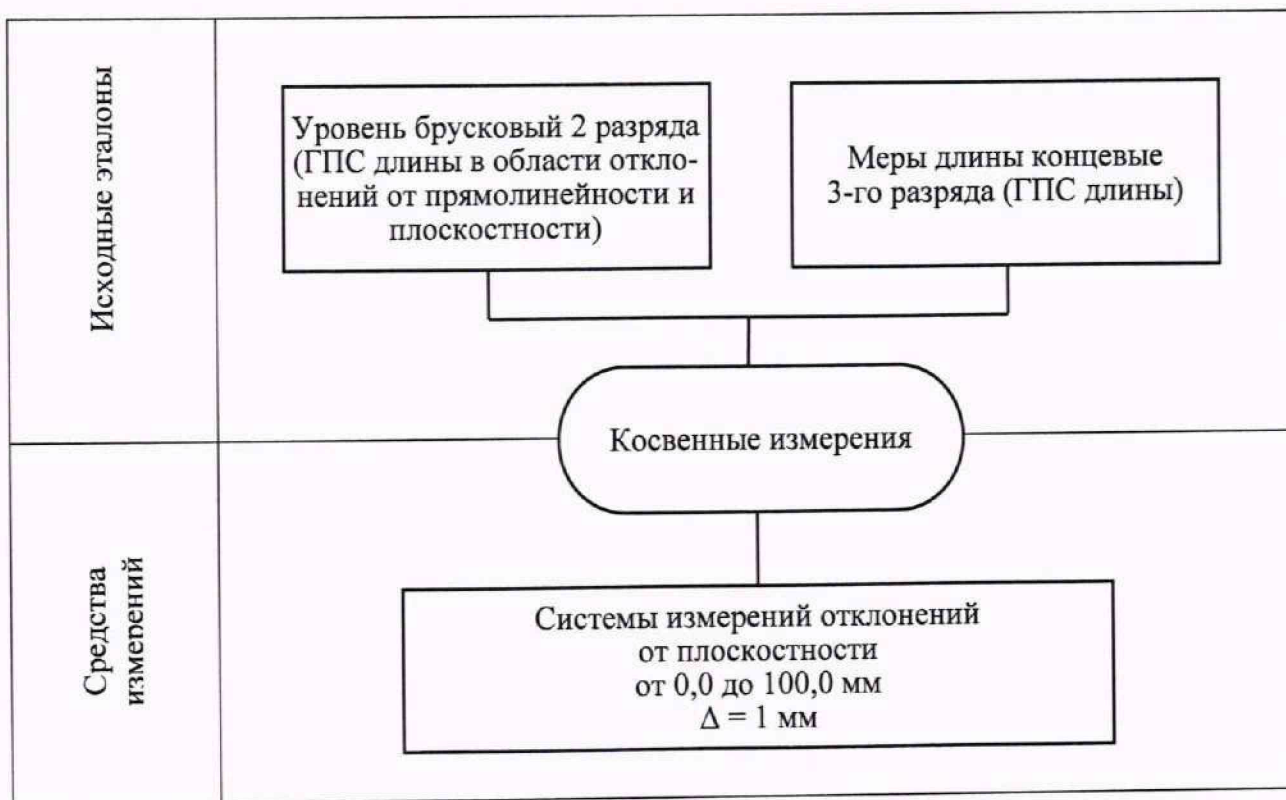 Исходные эталоны
Уровень брусковый 2 разряда
(ГПС длины в области откло-
нений от прямолинейности и
плоскостности)
Меры длины концевые
3-го разряда (ГПС длины)
Косвенные измерения
Средства
измерений
Системы измерений отклонений
от плоскостности
от 0,0 до 100,0 мм
Δ = 1 мм